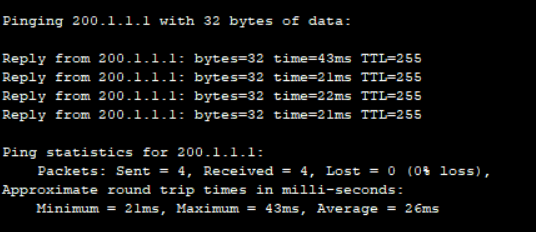 Pinging 200.1.1.1 with 32 bytes of data:
Reply from 200.1.1.1: bytes=32 time=43ms TTL=255
Reply from 200.1.1.1: bytes=32 time=21ms TTL=255
Reply from 200.1.1.1: bytes=32 time=22ms TTL=255
Reply from 200.1.1.1: bytes=32 time=21ms TTL=255
Ping statistics for 200.1.1.1:
Packets: Sent = 4, Received = 4, Lost = 0 (0% loss),
Approximate round trip times in milli-seconds:
Minimum = 21ms, Maximum = 43ms, Average = 26ms